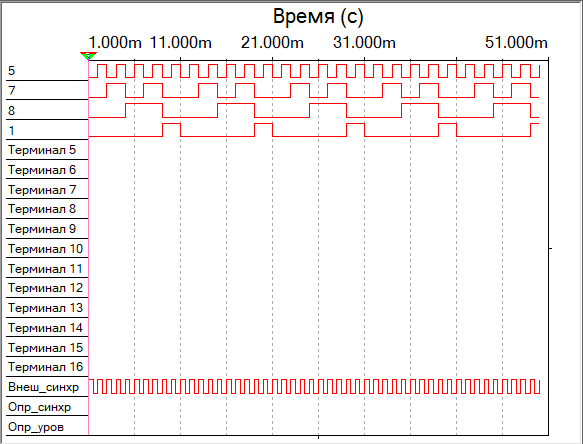 Время (с)
1.000m 11.000m 21.000m 31.000m 51.000m
5
7
8
1
Терминал 5
Терминал 6
Терминал 7
Терминал 8
Терминал 9
Терминал 10
Терминал 11
Терминал 12
Терминал 13
Терминал 14
Терминал 15
Терминал 16
Внеш_синхр
Опр_синхр
Опр_уров